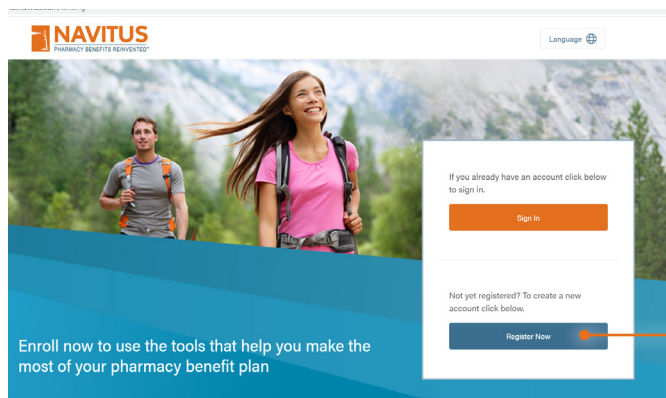 NAVITUS
PHARMACY BENEFITS REINVENTED™
Language
If you already have an account click below
to sign in.
Sign In
Not yet registered? To create a new
account click below.
Register Now
Enroll now to use the tools that help you make the
most of your pharmacy benefit plan